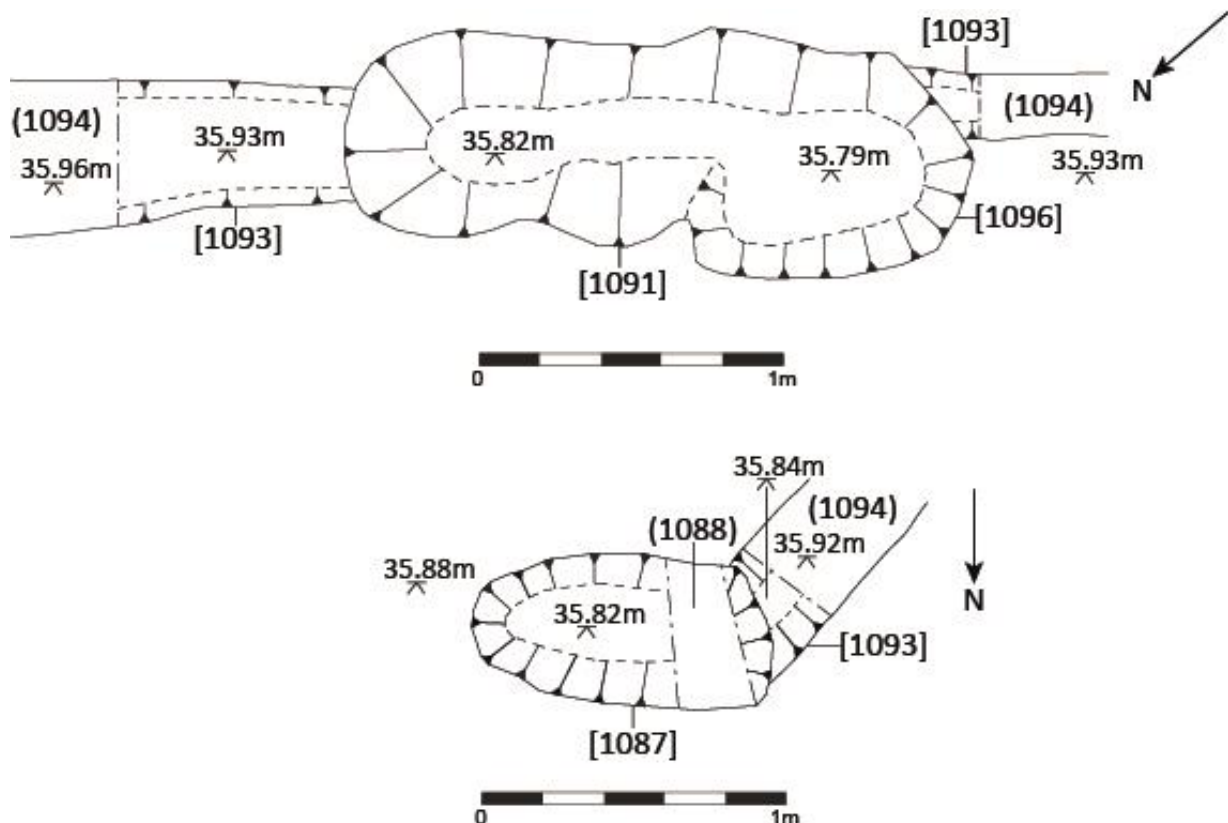 [1093]
N
(1094)
(1094)
35.93m
35.82m
35.79m
35.96m
35.93m
[1093]
[1096]
[1091]
0
1m
35.84m
(1088)
(1094)
35.92m
35.88m
35.82m
N
[1093]
[1087]
0
1m